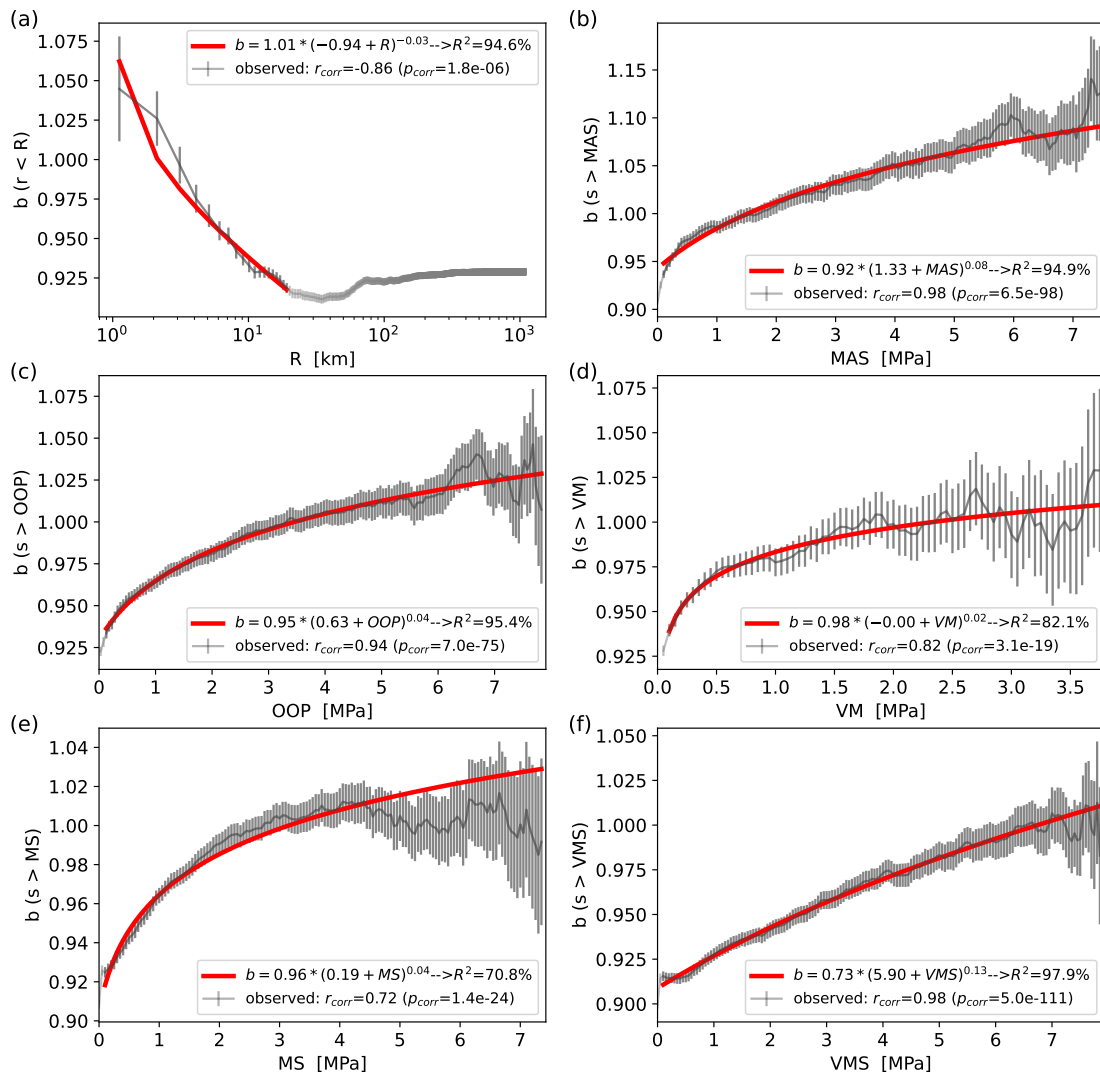 (a)
b = 1.01 * (−0.94 + R)^−0.03-->R²=94.6%
observed: r_corr=-0.86 (p_corr=1.8e-06)
1.075
1.050
1.025
1.000
0.975
0.950
0.925
b (r < R)
10⁰
10¹
10²
10³
R [km]
(b)
1.15
1.10
1.05
1.00
0.95
0.90
b (s > MAS)
b = 0.92 * (1.33 + MAS)^0.08-->R²=94.9%
observed: r_corr=0.98 (p_corr=6.5e-98)
0
1
2
3
4
5
6
7
MAS [MPa]
(c)
1.075
1.050
1.025
1.000
0.975
0.950
0.925
b (s > OOP)
b = 0.95 * (0.63 + OOP)^0.04-->R²=95.4%
observed: r_corr=0.94 (p_corr=7.0e-75)
0
1
2
3
4
5
6
7
OOP [MPa]
(d)
1.075
1.050
1.025
1.000
0.975
0.950
0.925
b (s > VM)
b = 0.98 * (−0.00 + VM)^0.02-->R²=82.1%
observed: r_corr=0.82 (p_corr=3.1e-19)
0.0
0.5
1.0
1.5
2.0
2.5
3.0
3.5
VM [MPa]
(e)
1.04
1.02
1.00
0.98
0.96
0.94
0.92
0.90
b (s > MS)
b = 0.96 * (0.19 + MS)^0.04-->R²=70.8%
observed: r_corr=0.72 (p_corr=1.4e-24)
0
1
2
3
4
5
6
7
MS [MPa]
(f)
1.050
1.025
1.000
0.975
0.950
0.925
0.900
b (s > VMS)
b = 0.73 * (5.90 + VMS)^0.13-->R²=97.9%
observed: r_corr=0.98 (p_corr=5.0e-111)
0
1
2
3
4
5
6
7
VMS [MPa]